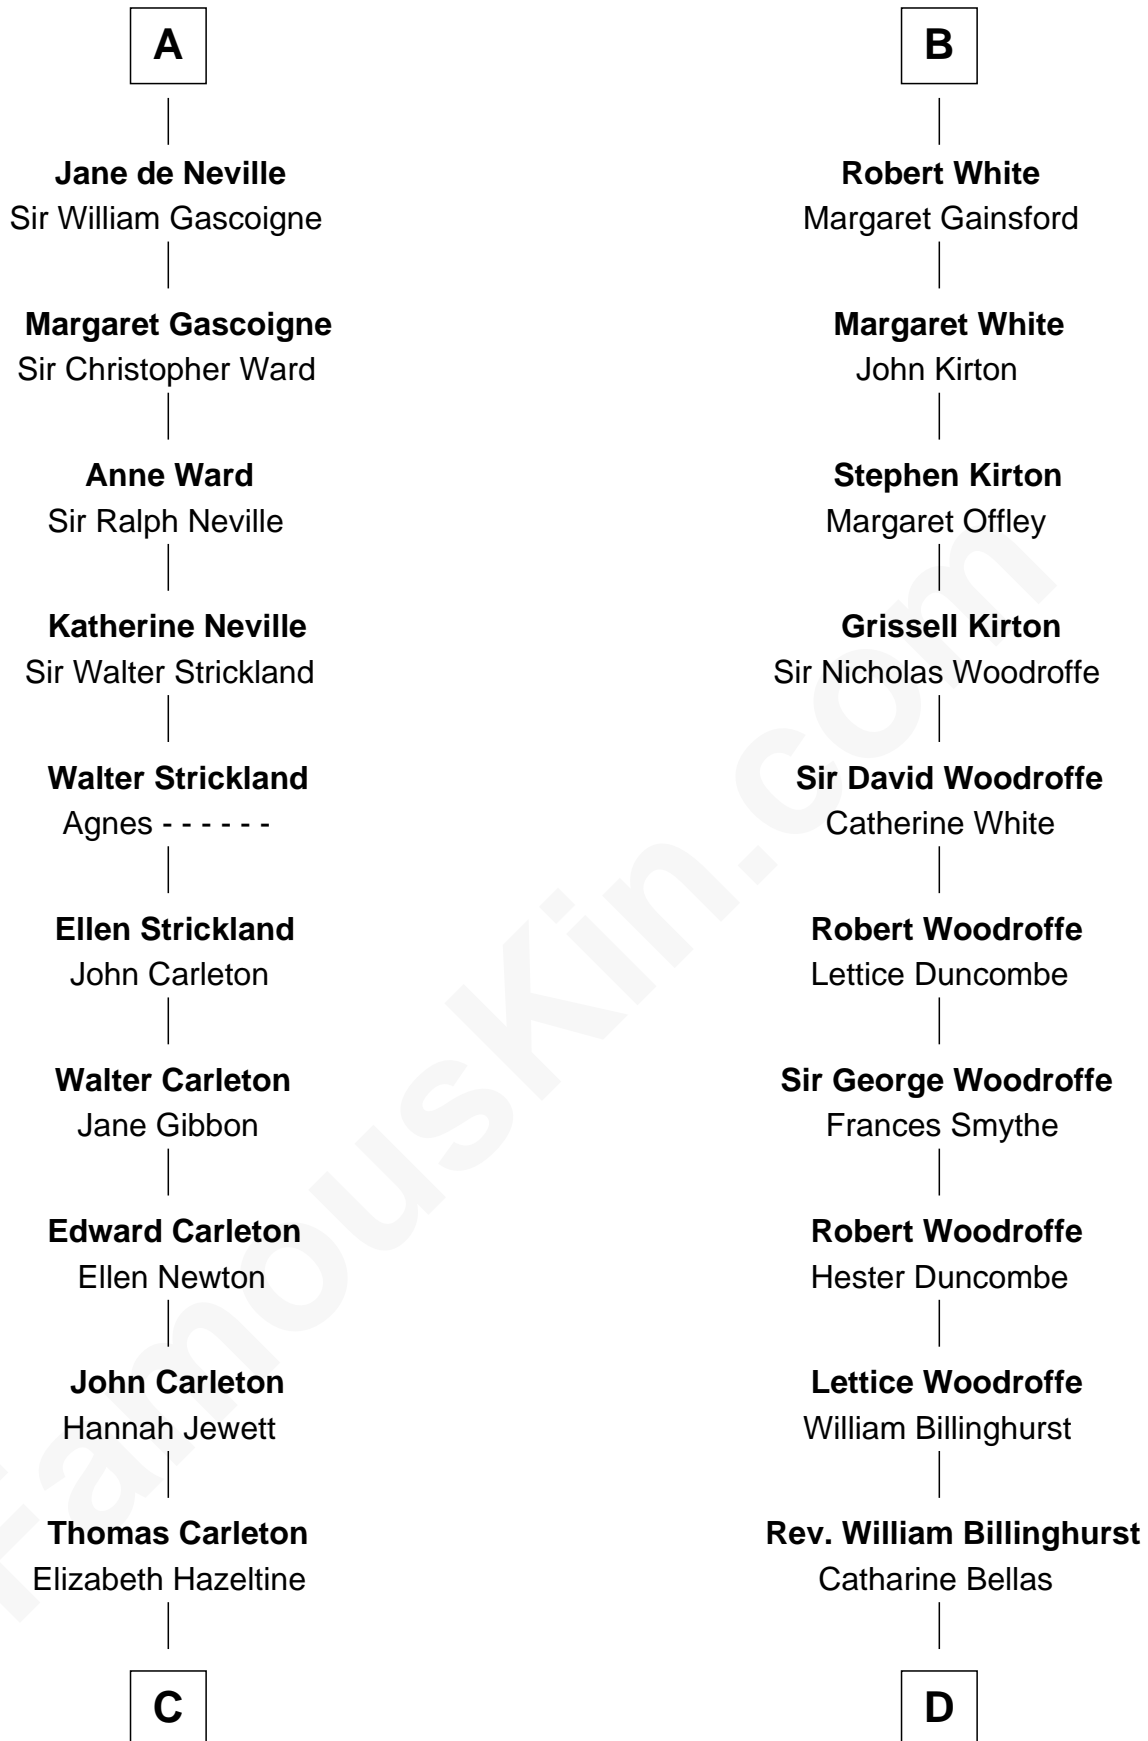 A
Jane de Neville
Sir William Gascoigne
Margaret Gascoigne
Sir Christopher Ward
Anne Ward
Sir Ralph Neville
Katherine Neville
Sir Walter Strickland
Walter Strickland
Agnes - - - - - -
Ellen Strickland
John Carleton
Walter Carleton
Jane Gibbon
Edward Carleton
Ellen Newton
John Carleton
Hannah Jewett
Thomas Carleton
Elizabeth Hazeltine
C
B
Robert White
Margaret Gainsford
Margaret White
John Kirton
Stephen Kirton
Margaret Offley
Grissell Kirton
Sir Nicholas Woodroffe
Sir David Woodroffe
Catherine White
Robert Woodroffe
Lettice Duncombe
Sir George Woodroffe
Frances Smythe
Robert Woodroffe
Hester Duncombe
Lettice Woodroffe
William Billinghurst
Rev. William Billinghurst
Catharine Bellas
D
FamousKin.com